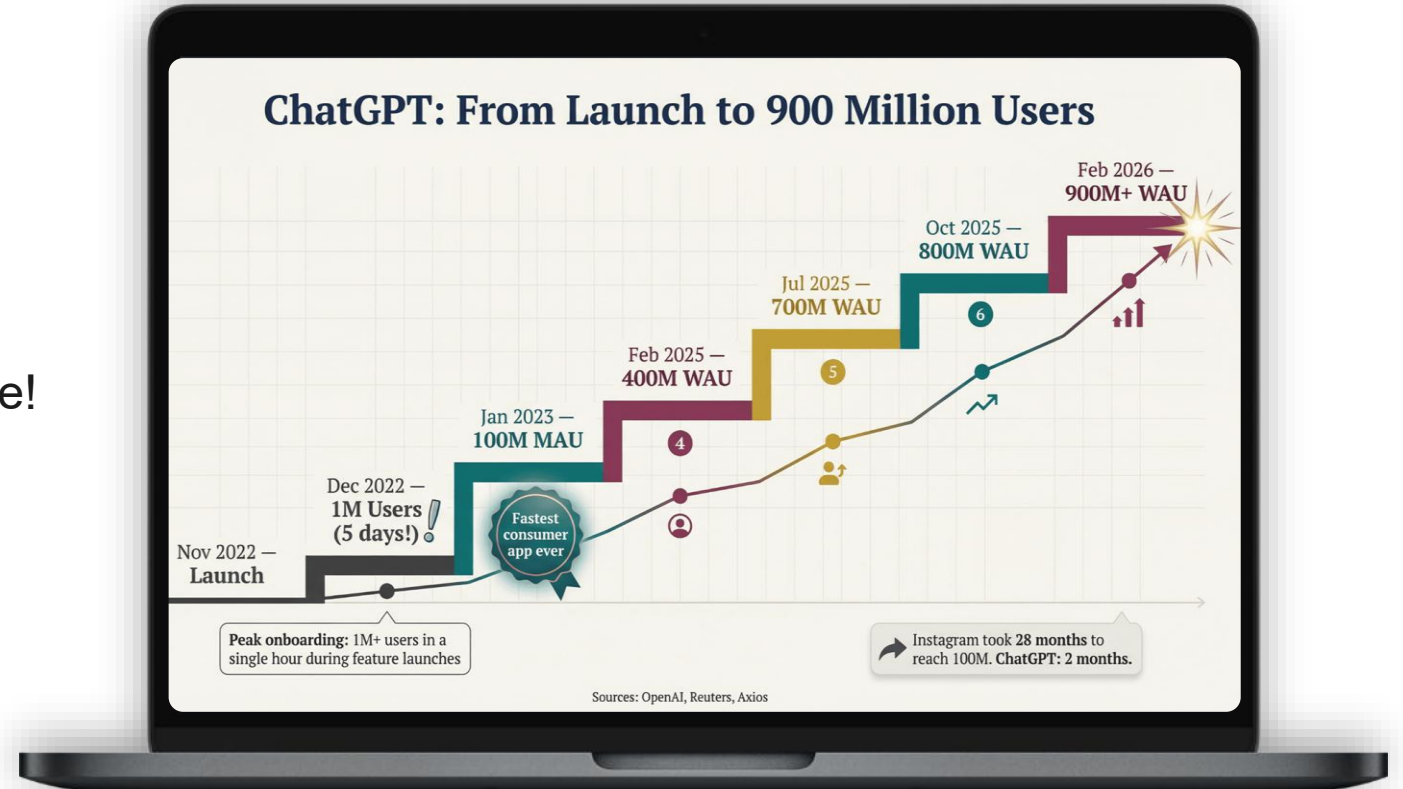 ChatGPT: From Launch to 900 Million Users
Feb 2026 —
900M+ WAU
Oct 2025 —
800M WAU
Jul 2025 —
700M WAU
Feb 2025 —
400M WAU
Jan 2023 —
100M MAU
Dec 2022 —
1M Users
(5 days!)
Nov 2022 —
Launch
6
5
4
e!
Fastest
consumer
app ever
Peak onboarding: 1M+ users in a
single hour during feature launches
Instagram took 28 months to
reach 100M. ChatGPT: 2 months.
Sources: OpenAI, Reuters, Axios